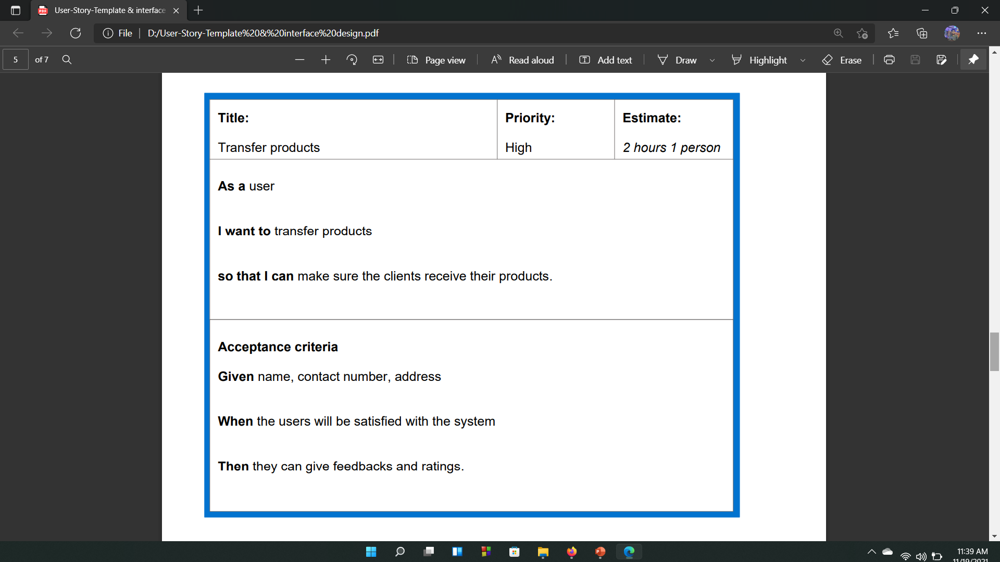 User-Story-Template & interface
File D:/User-Story-Template%20&%20interface%20design.pdf
5 of 7 Page view Read aloud Add text Draw Highlight Erase
Title: Priority: Estimate:
Transfer products High 2 hours 1 person
As a user
I want to transfer products
so that I can make sure the clients receive their products.
Acceptance criteria
Given name, contact number, address
When the users will be satisfied with the system
Then they can give feedbacks and ratings.
11:39 AM
11/19/2021